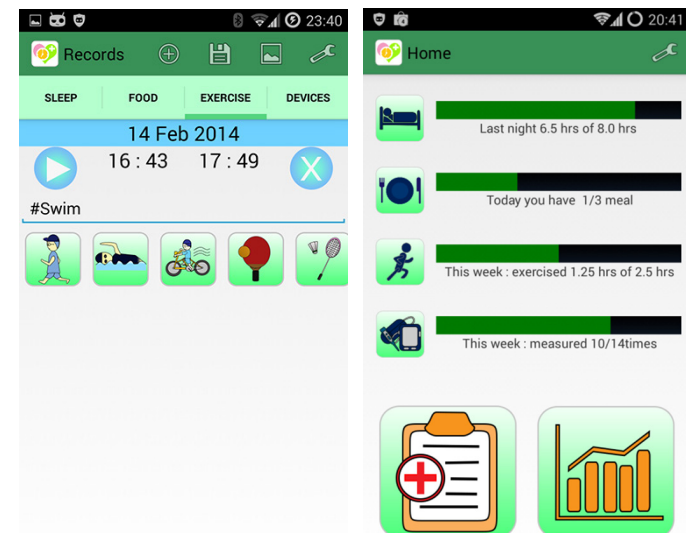 23:40
Records
SLEEP FOOD EXERCISE DEVICES
14 Feb 2014
16 : 43 17 : 49
X
#Swim
20:41
Home
Last night 6.5 hrs of 8.0 hrs
Today you have 1/3 meal
This week : exercised 1.25 hrs of 2.5 hrs
This week : measured 10/14times